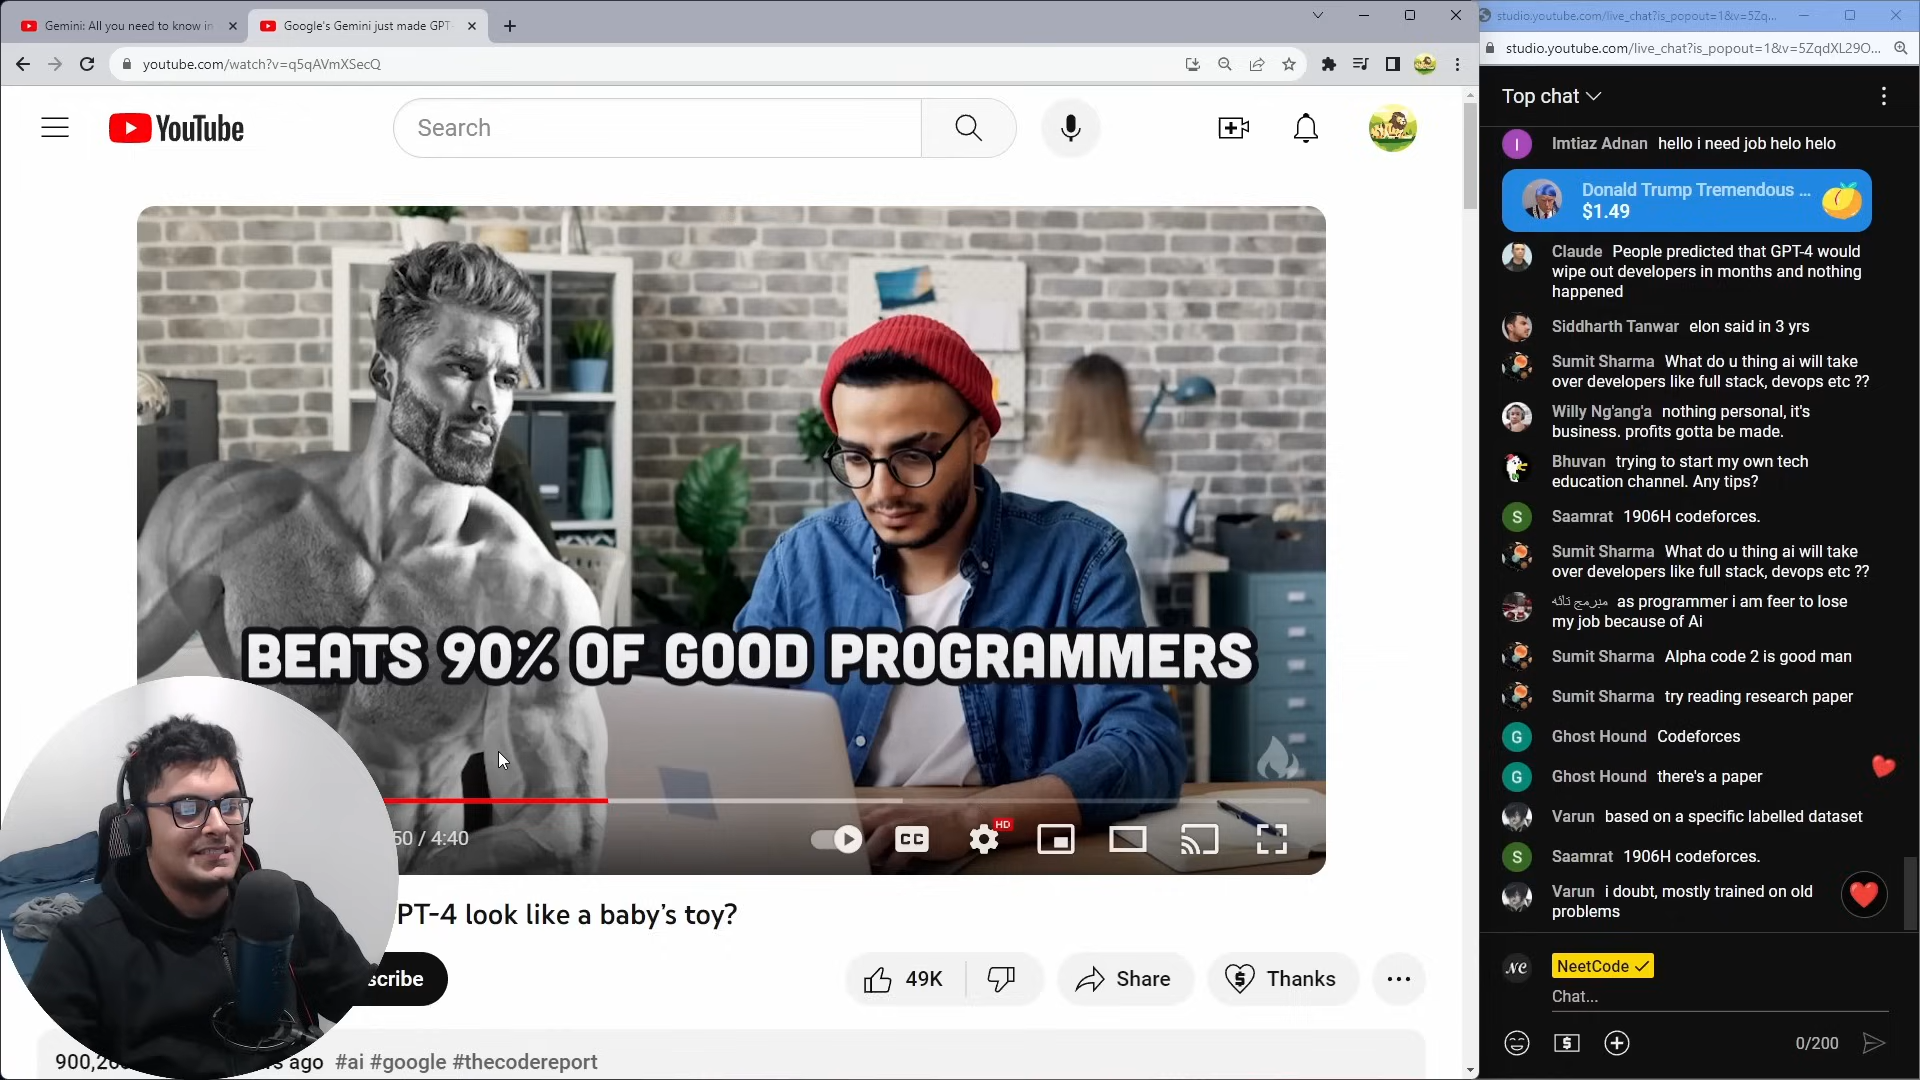 Gemini: All you need to know in
Google's Gemini just made GPT-
studio.youtube.com/live_chat?is_popout=1&v=5Zq...
youtube.com/watch?v=q5qAVmXSecQ
studio.youtube.com/live_chat?is_popout=1&v=5ZqdXL29O...
YouTube
Search
BEATS 90% OF GOOD PROGRAMMERS
50 / 4:40
CC
HD
PT-4 look like a baby's toy?
scribe
49K
Share
Thanks
900,2
s ago #ai #google #thecodereport
Top chat
I
Imtiaz Adnan hello i need job helo helo
Donald Trump Tremendous ...
$1.49
Claude People predicted that GPT-4 would
wipe out developers in months and nothing
happened
Siddharth Tanwar elon said in 3 yrs
Sumit Sharma What do u thing ai will take
over developers like full stack, devops etc ??
Willy Ng'ang'a nothing personal, it's
business. profits gotta be made.
Bhuvan trying to start my own tech
education channel. Any tips?
S
Saamrat 1906H codeforces.
Sumit Sharma What do u thing ai will take
over developers like full stack, devops etc ??
مبرمج تائه as programmer i am feer to lose
my job because of Ai
Sumit Sharma Alpha code 2 is good man
Sumit Sharma try reading research paper
G
Ghost Hound Codeforces
G
Ghost Hound there's a paper
Varun based on a specific labelled dataset
S
Saamrat 1906H codeforces.
Varun i doubt, mostly trained on old
problems
NC
NeetCode
Chat...
0/200